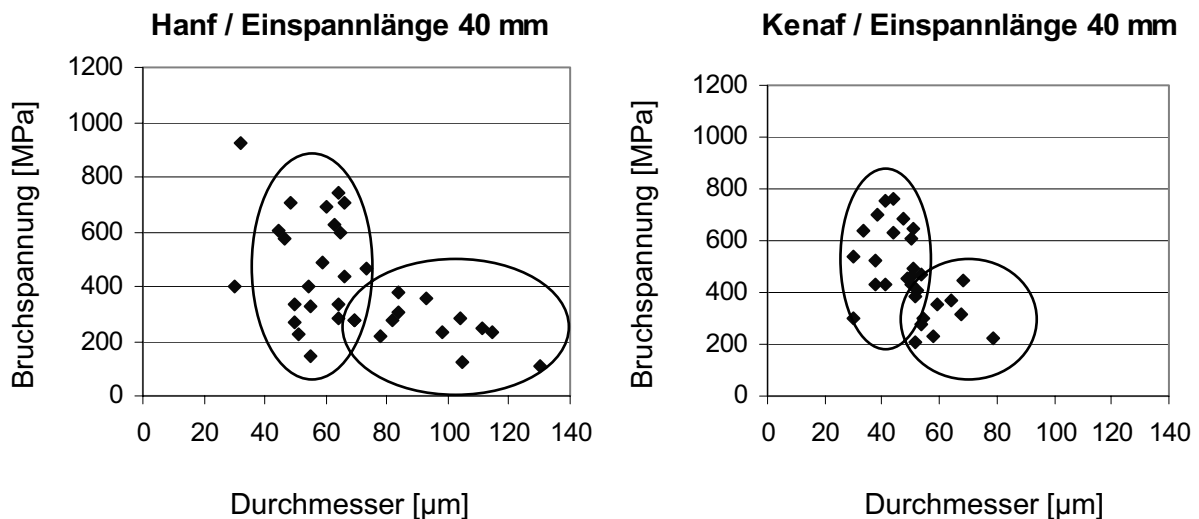 Hanf / Einspannlänge 40 mm
Bruchspannung [MPa]
1200
1000
800
600
400
200
0
0 20 40 60 80 100 120 140
Durchmesser [µm]
Kenaf / Einspannlänge 40 mm
Bruchspannung [MPa]
1200
1000
800
600
400
200
0
0 20 40 60 80 100 120 140
Durchmesser [µm]